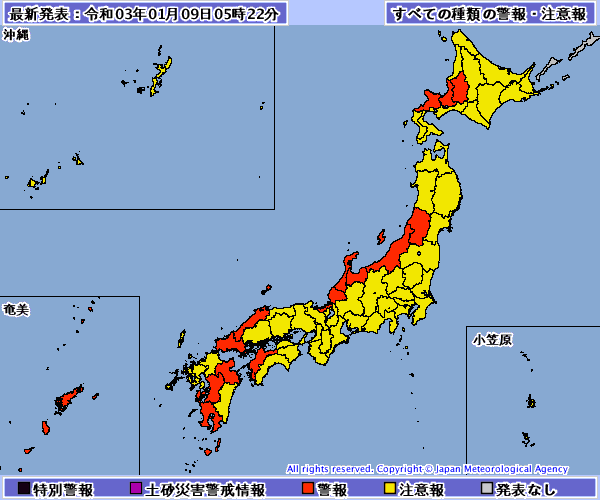 最新発表：令和03年01月09日05時22分
すべての種類の警報・注意報
沖縄
奄美
小笠原
All rights reserved. Copyright © Japan Meteorological Agency
特別警報 土砂災害警戒情報 警報 注意報 発表なし